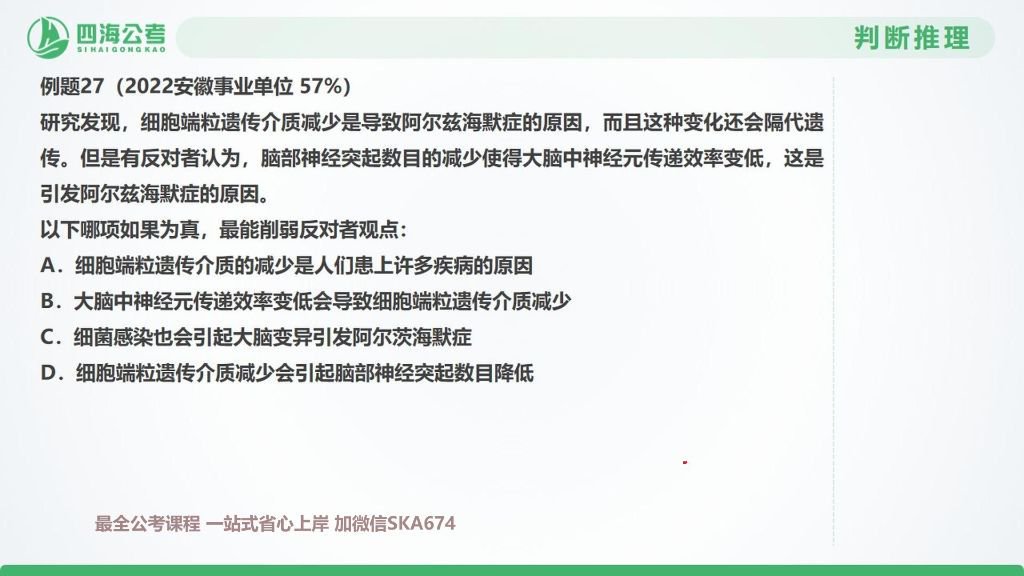 四海公考
SIHAIGONGKAO
判断推理
例题27（2022安徽事业单位 57%）
研究发现，细胞端粒遗传介质减少是导致阿尔兹海默症的原因，而且这种变化还会隔代遗
传。但是有反对者认为，脑部神经突起数目的减少使得大脑中神经元传递效率变低，这是
引发阿尔兹海默症的原因。
以下哪项如果为真，最能削弱反对者观点：
A．细胞端粒遗传介质的减少是人们患上许多疾病的原因
B．大脑中神经元传递效率变低会导致细胞端粒遗传介质减少
C．细菌感染也会引起大脑变异引发阿尔茨海默症
D．细胞端粒遗传介质减少会引起脑部神经突起数目降低
最全公考课程 一站式省心上岸 加微信SKA674